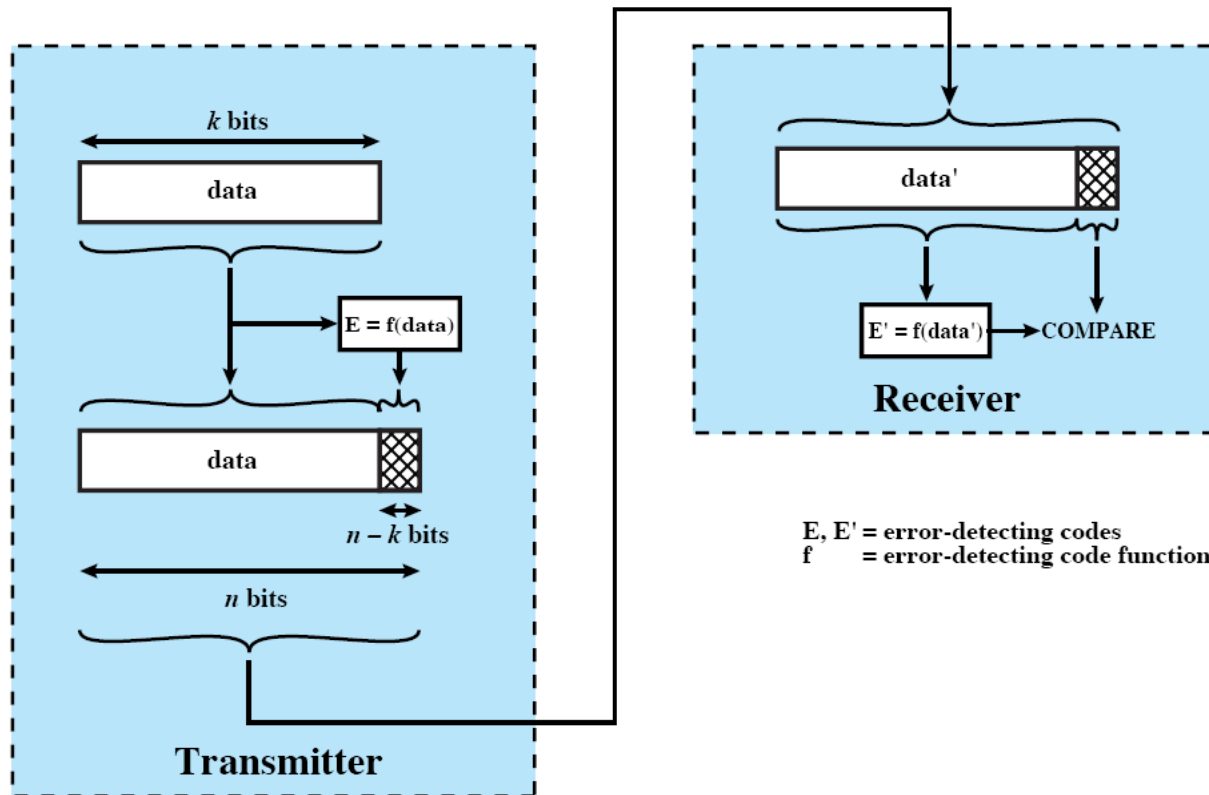 k bits
data
E = f(data)
data
n – k bits
n bits
Transmitter
data'
E' = f(data')
COMPARE
Receiver
E, E' = error-detecting codes
f = error-detecting code function